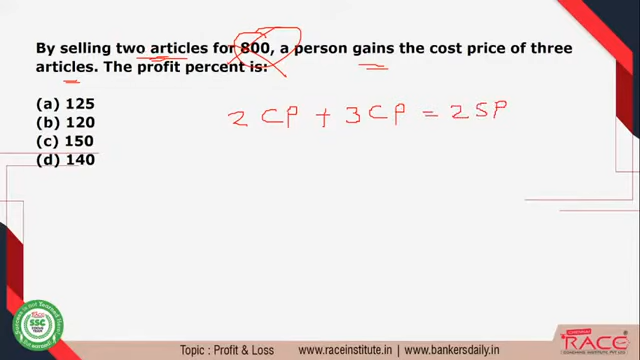 By selling two articles for 800, a person gains the cost price of three
articles. The profit percent is:
(a) 125
(b) 120
(c) 150
(d) 140
2 CP + 3 CP = 2 SP
SSC
RACE
Topic : Profit & Loss
www.raceinstitute.in | www.bankersdaily.in
RACE